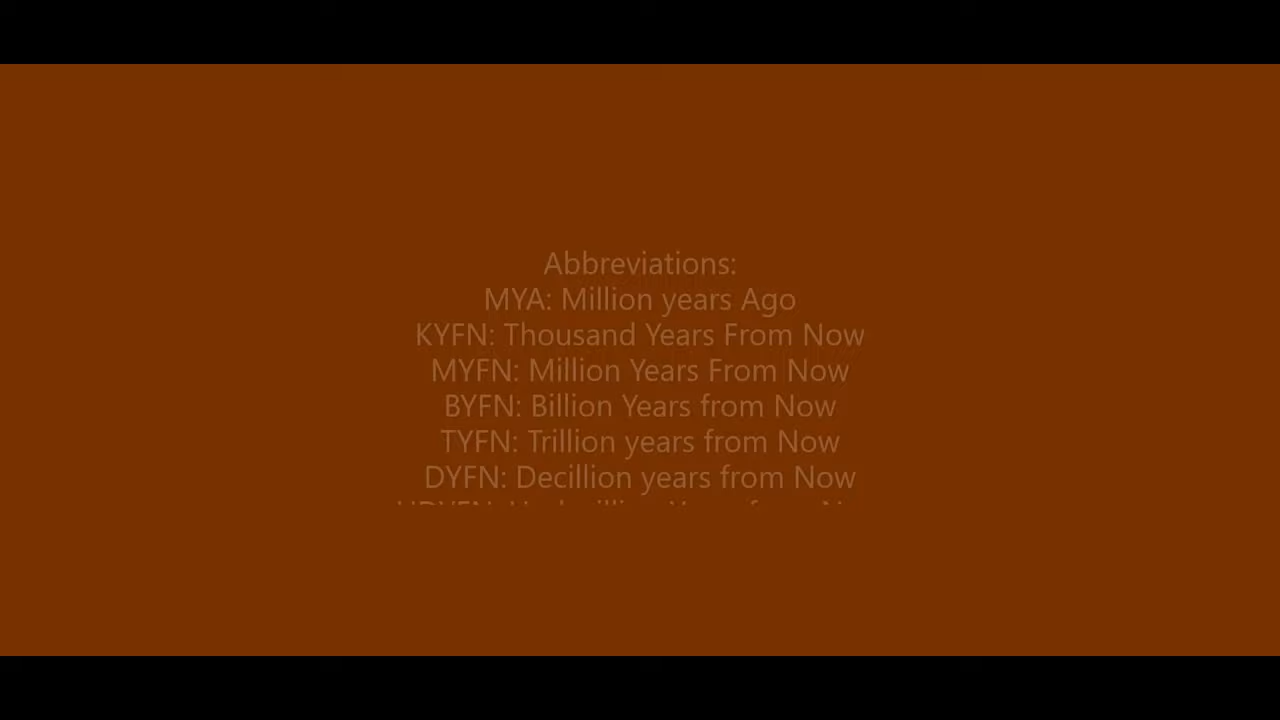 Abbreviations:
MYA: Million years Ago
KYFN: Thousand Years From Now
MYFN: Million Years From Now
BYFN: Billion Years from Now
TYFN: Trillion years from Now
DYFN: Decillion years from Now